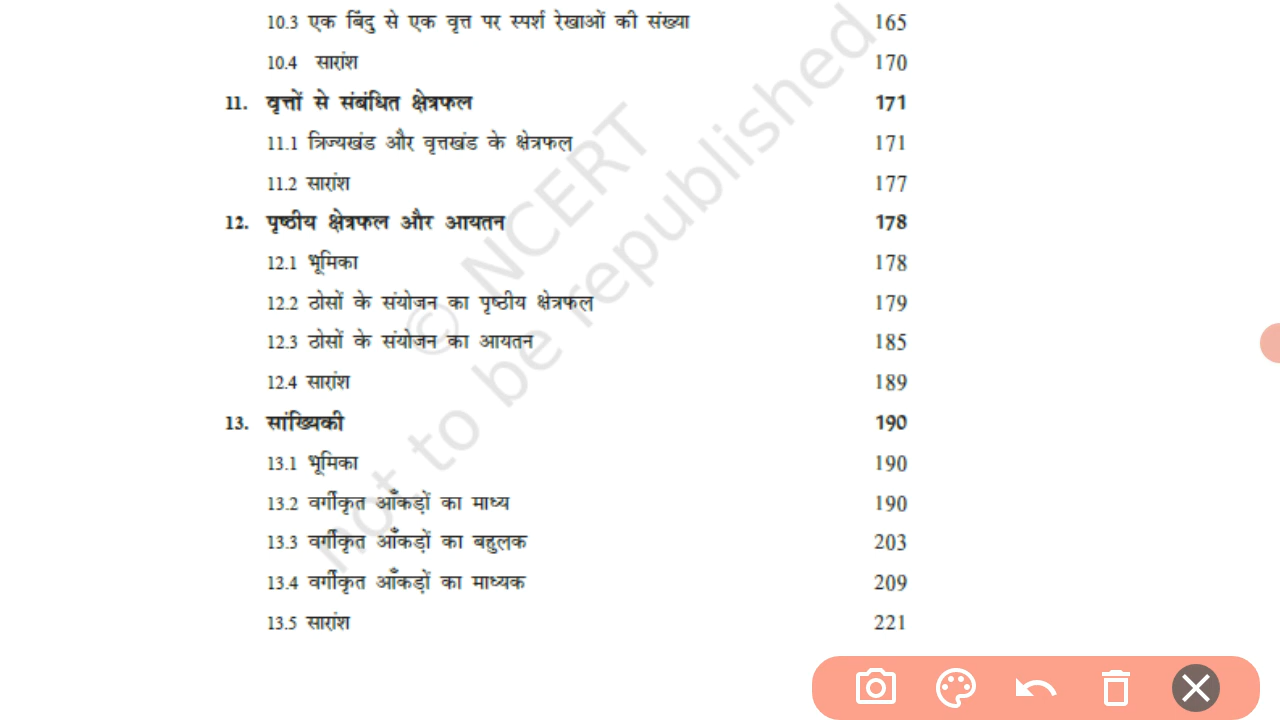 10.3 एक बिंदु से एक वृत्त पर स्पर्श रेखाओं की संख्या 165
10.4 सारांश 170
11. वृत्तों से संबंधित क्षेत्रफल 171
11.1 त्रिज्यखंड और वृत्तखंड के क्षेत्रफल 171
11.2 सारांश 177
12. पृष्ठीय क्षेत्रफल और आयतन 178
12.1 भूमिका 178
12.2 ठोसों के संयोजन का पृष्ठीय क्षेत्रफल 179
12.3 ठोसों के संयोजन का आयतन 185
12.4 सारांश 189
13. सांख्यिकी 190
13.1 भूमिका 190
13.2 वर्गीकृत आँकड़ों का माध्य 190
13.3 वर्गीकृत आँकड़ों का बहुलक 203
13.4 वर्गीकृत आँकड़ों का माध्यक 209
13.5 सारांश 221
© NCERT
not to be republished